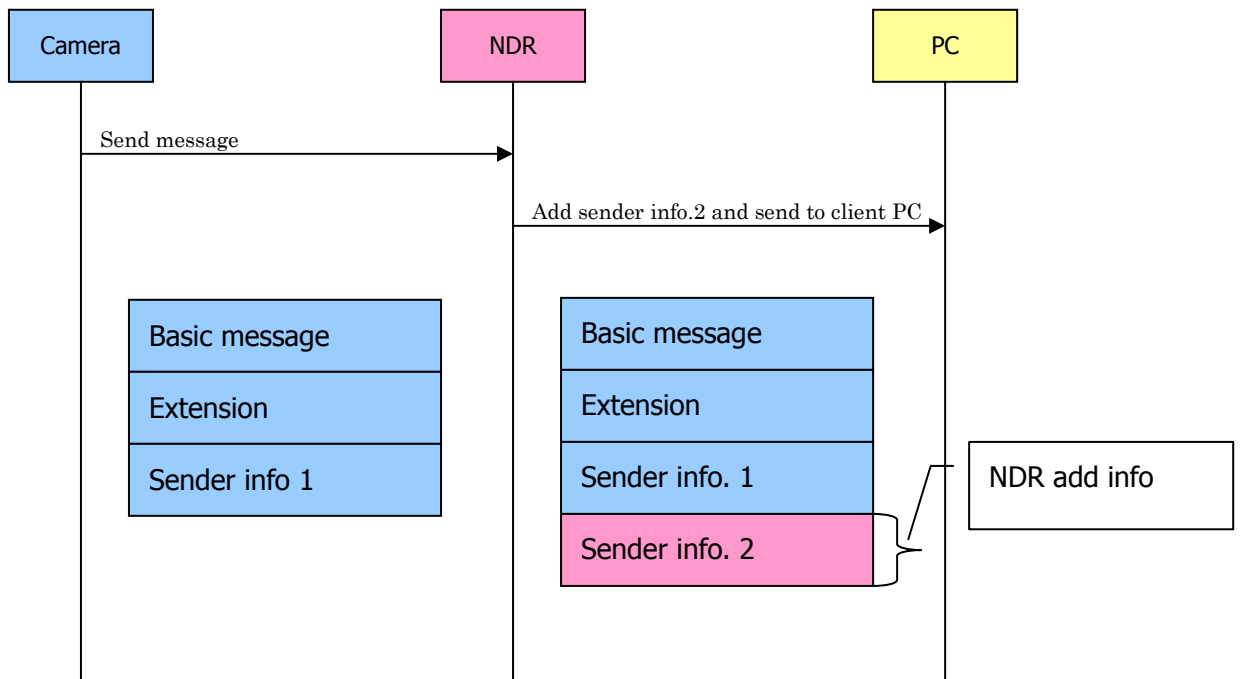 Camera
NDR
PC
Send message
Add sender info.2 and send to client PC
Basic message
Extension
Sender info 1
Basic message
Extension
Sender info. 1
Sender info. 2
NDR add info